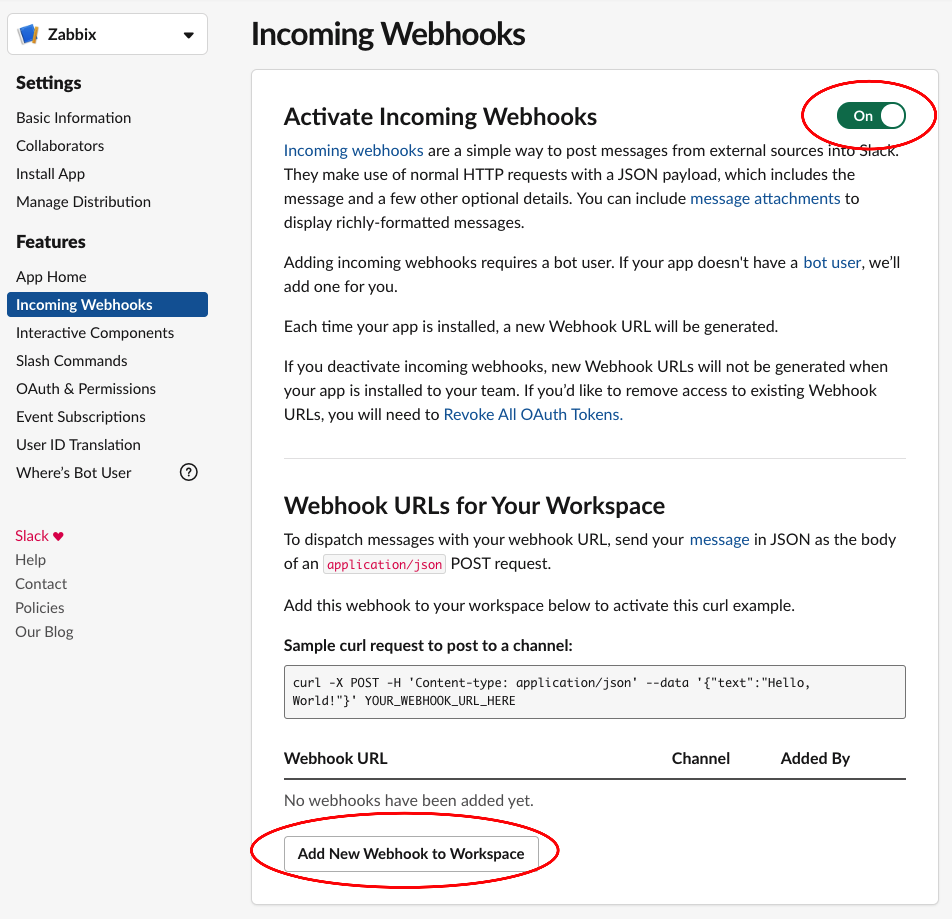 Zabbix
Settings
Basic Information
Collaborators
Install App
Manage Distribution
Features
App Home
Incoming Webhooks
Interactive Components
Slash Commands
OAuth & Permissions
Event Subscriptions
User ID Translation
Where’s Bot User ?
Slack ♥
Help
Contact
Policies
Our Blog
Incoming Webhooks
Activate Incoming Webhooks
On
Incoming webhooks are a simple way to post messages from external sources into Slack.
They make use of normal HTTP requests with a JSON payload, which includes the
message and a few other optional details. You can include message attachments to
display richly-formatted messages.
Adding incoming webhooks requires a bot user. If your app doesn't have a bot user, we’ll
add one for you.
Each time your app is installed, a new Webhook URL will be generated.
If you deactivate incoming webhooks, new Webhook URLs will not be generated when
your app is installed to your team. If you’d like to remove access to existing Webhook
URLs, you will need to Revoke All OAuth Tokens.
Webhook URLs for Your Workspace
To dispatch messages with your webhook URL, send your message in JSON as the body
of an application/json POST request.
Add this webhook to your workspace below to activate this curl example.
Sample curl request to post to a channel:
curl -X POST -H 'Content-type: application/json' --data '{"text":"Hello,
World!"}' YOUR_WEBHOOK_URL_HERE
Webhook URL Channel Added By
No webhooks have been added yet.
Add New Webhook to Workspace